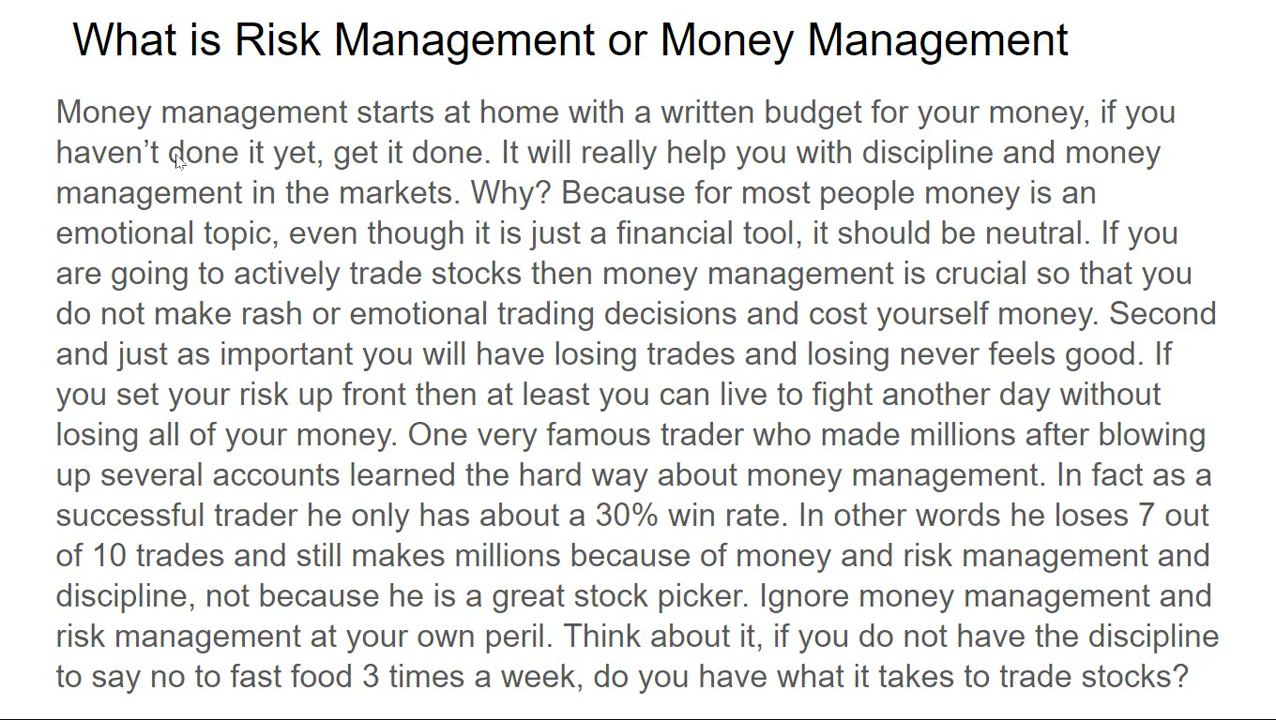 What is Risk Management or Money Management
Money management starts at home with a written budget for your money, if you
haven’t done it yet, get it done. It will really help you with discipline and money
management in the markets. Why? Because for most people money is an
emotional topic, even though it is just a financial tool, it should be neutral. If you
are going to actively trade stocks then money management is crucial so that you
do not make rash or emotional trading decisions and cost yourself money. Second
and just as important you will have losing trades and losing never feels good. If
you set your risk up front then at least you can live to fight another day without
losing all of your money. One very famous trader who made millions after blowing
up several accounts learned the hard way about money management. In fact as a
successful trader he only has about a 30% win rate. In other words he loses 7 out
of 10 trades and still makes millions because of money and risk management and
discipline, not because he is a great stock picker. Ignore money management and
risk management at your own peril. Think about it, if you do not have the discipline
to say no to fast food 3 times a week, do you have what it takes to trade stocks?